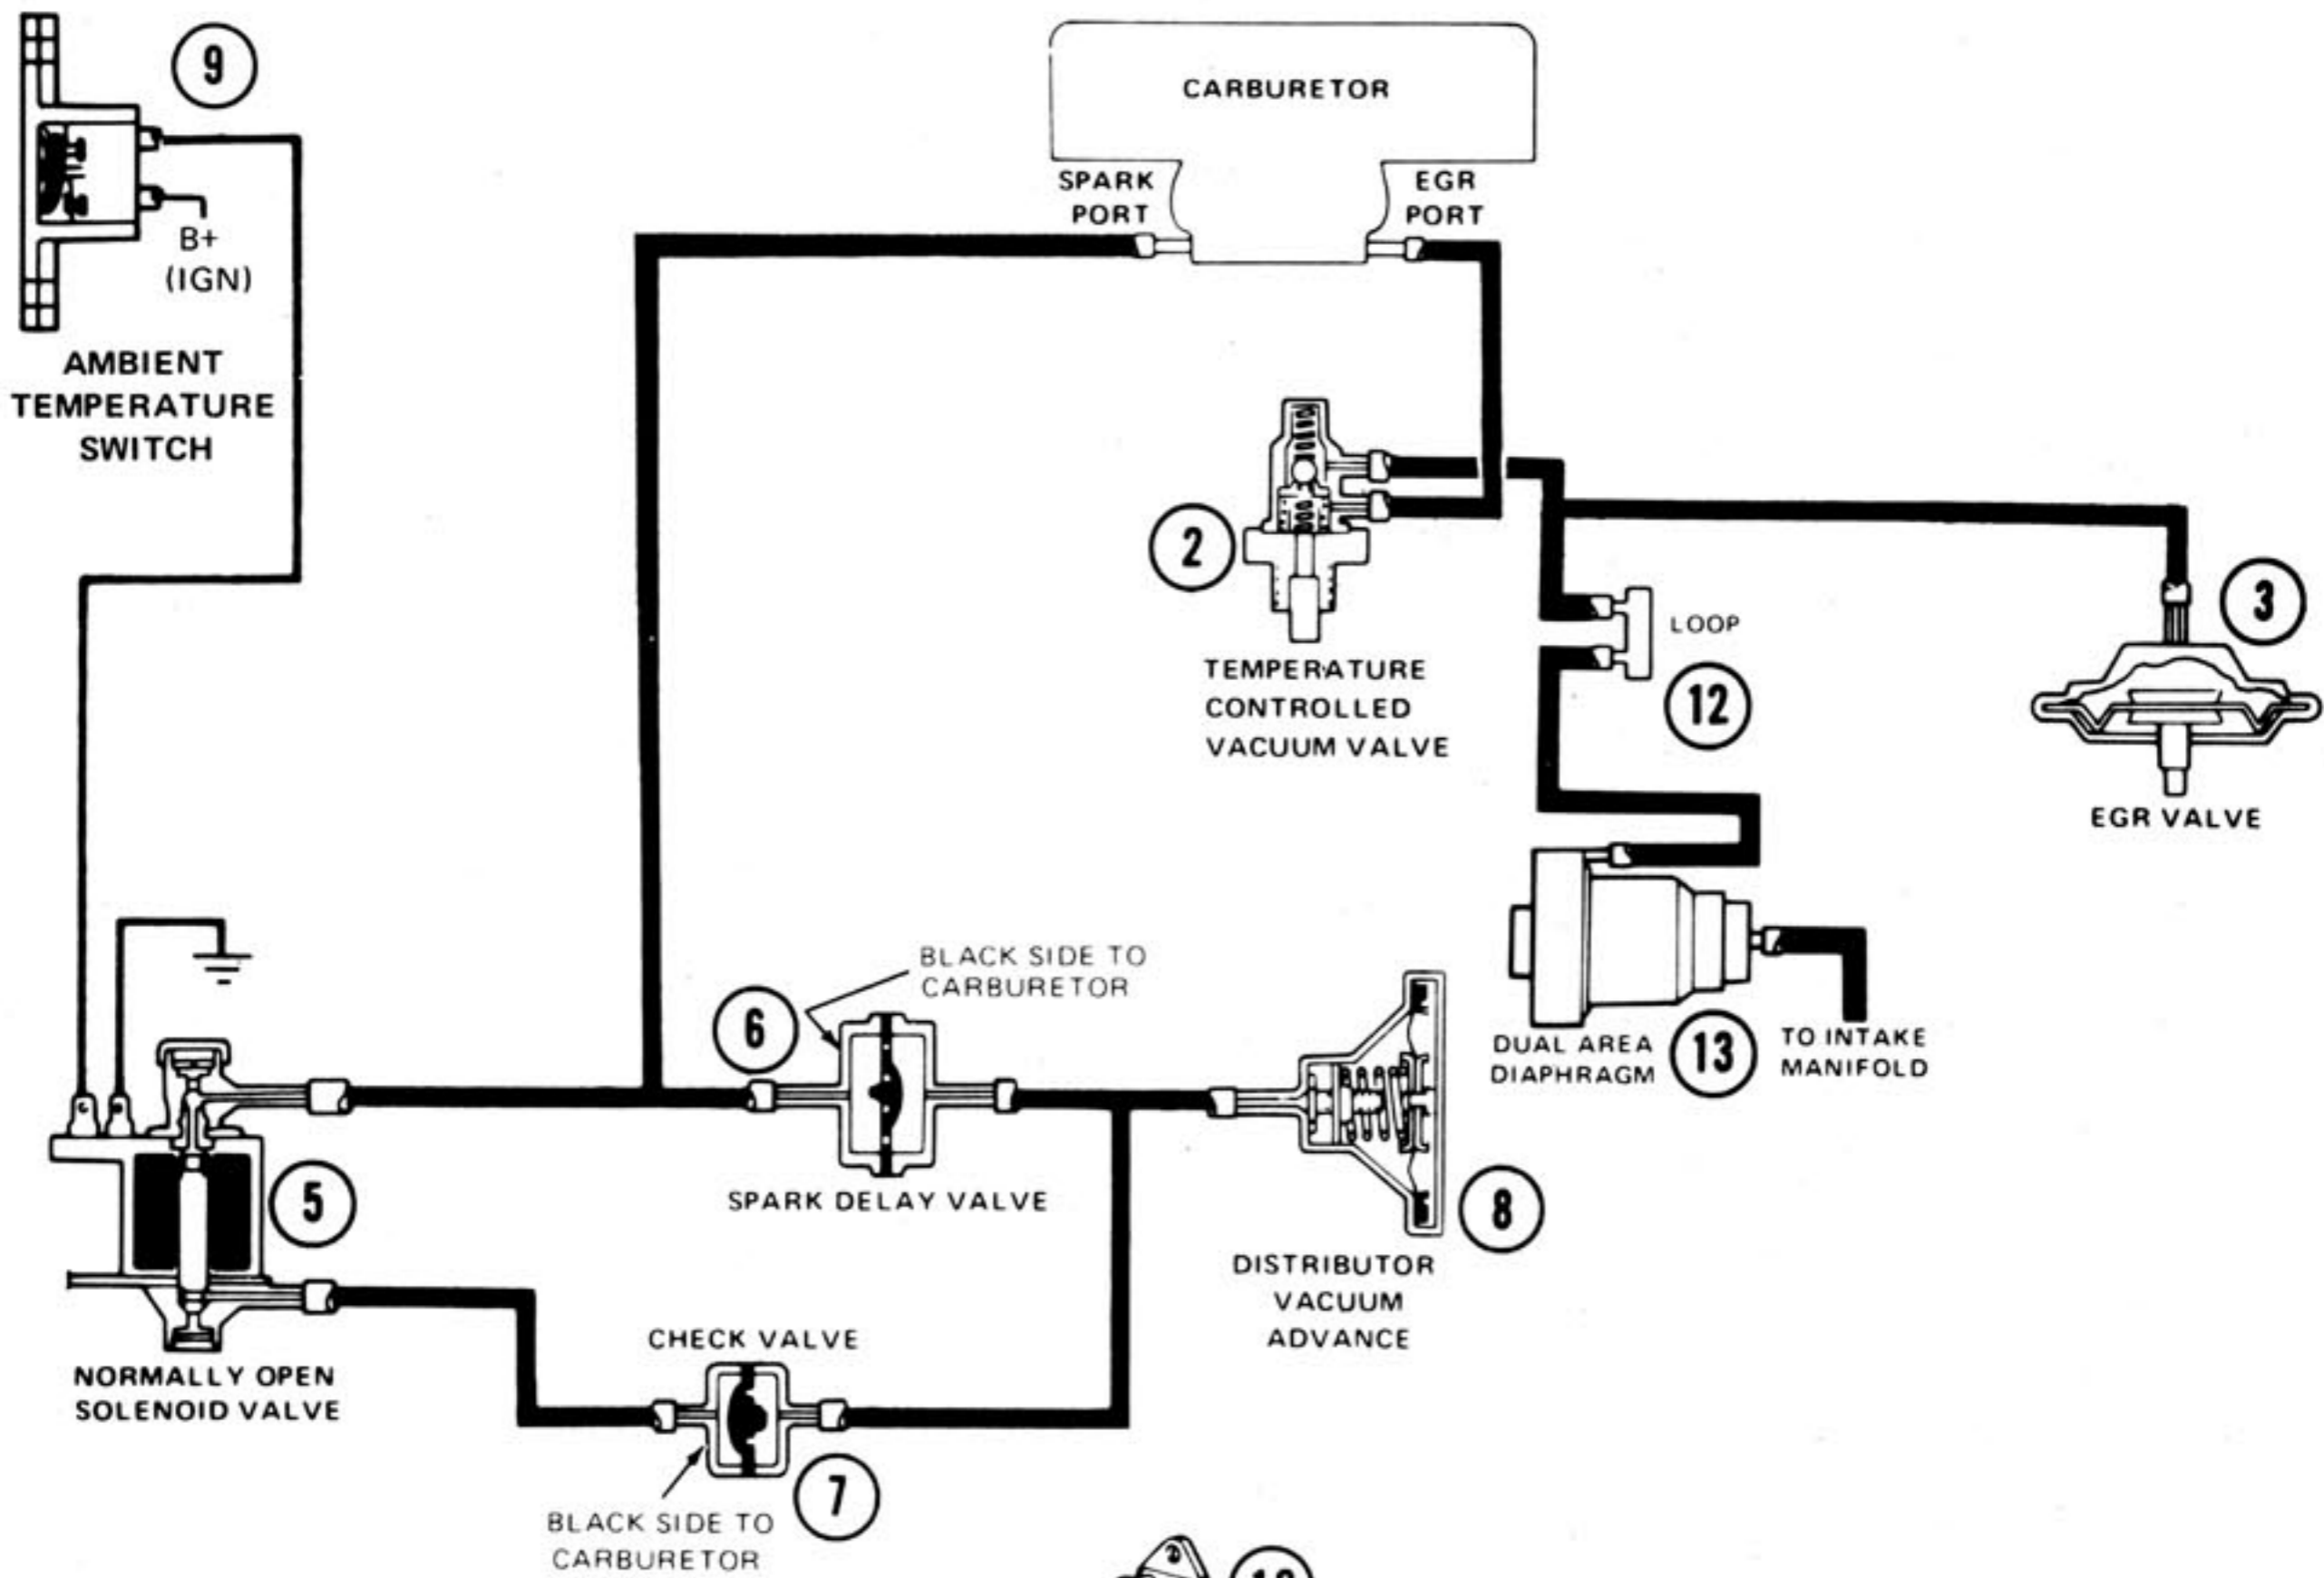 9
CARBURETOR
SPARK
PORT
EGR
PORT
B+
(IGN)
AMBIENT
TEMPERATURE
SWITCH
2
TEMPERATURE
CONTROLLED
VACUUM VALVE
LOOP
12
3
EGR VALVE
BLACK SIDE TO
CARBURETOR
6
SPARK DELAY VALVE
DUAL AREA
DIAPHRAGM
13
TO INTAKE
MANIFOLD
5
NORMALLY OPEN
SOLENOID VALVE
8
DISTRIBUTOR
VACUUM
ADVANCE
CHECK VALVE
7
BLACK SIDE TO
CARBURETOR